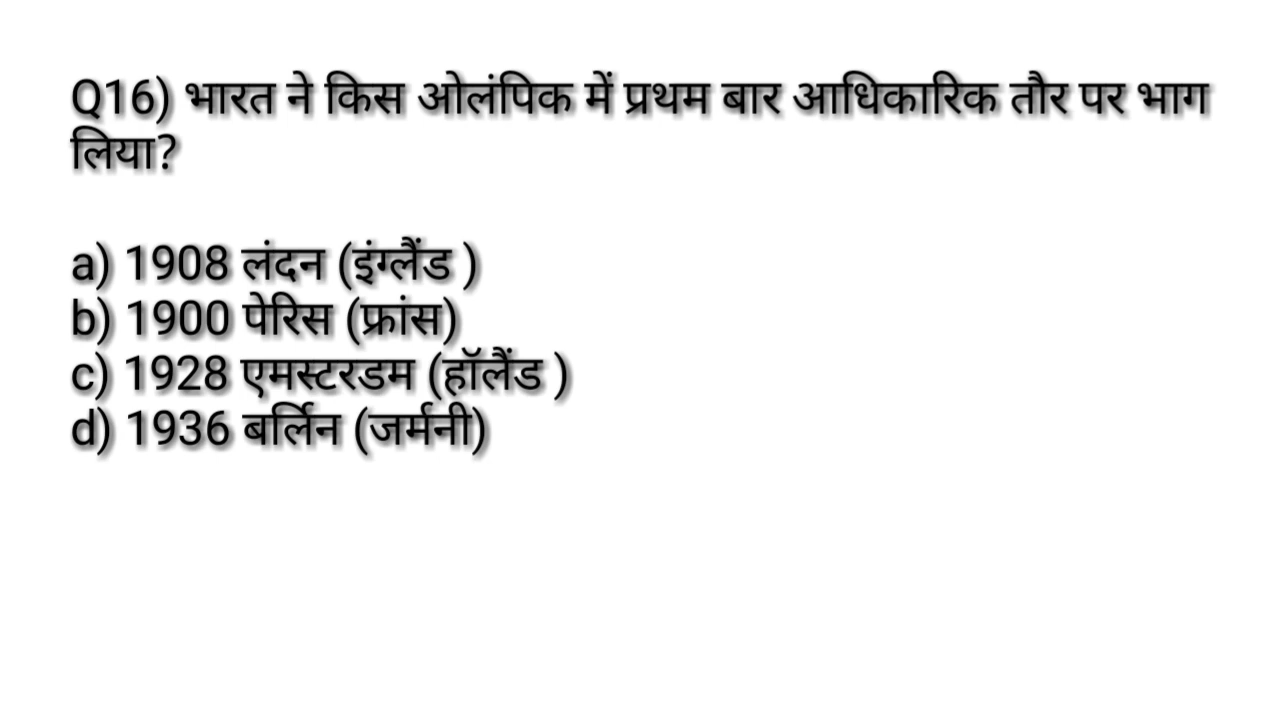 Q16) भारत ने किस ओलंपिक में प्रथम बार आधिकारिक तौर पर भाग
लिया?
a) 1908 लंदन (इंग्लैंड )
b) 1900 पेरिस (फ्रांस)
c) 1928 एमस्टरडम (हॉलैंड )
d) 1936 बर्लिन (जर्मनी)